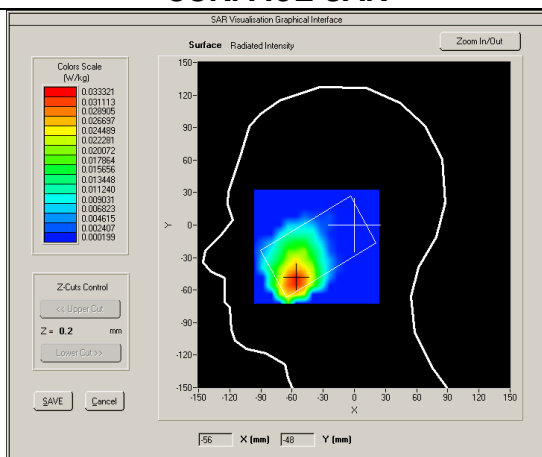 SAR Visualisation Graphical Interface
Surface Radiated Intensity
Zoom In/Out
Colors Scale
(W/kg)
0.033321
0.031113
0.028905
0.026697
0.024489
0.022281
0.020072
0.017864
0.015656
0.013448
0.011240
0.009031
0.006823
0.004615
0.002407
0.000199
Z-Cuts Control
<< Upper Cut
Z = 0.2 mm
Lower Cut >>
SAVE Cancel
150
120
90
60
30
0
-30
-60
-90
-120
-150
Y
-150 -120 -90 -60 -30 0 30 60 90 120 150
X
-56 X (mm) -48 Y (mm)